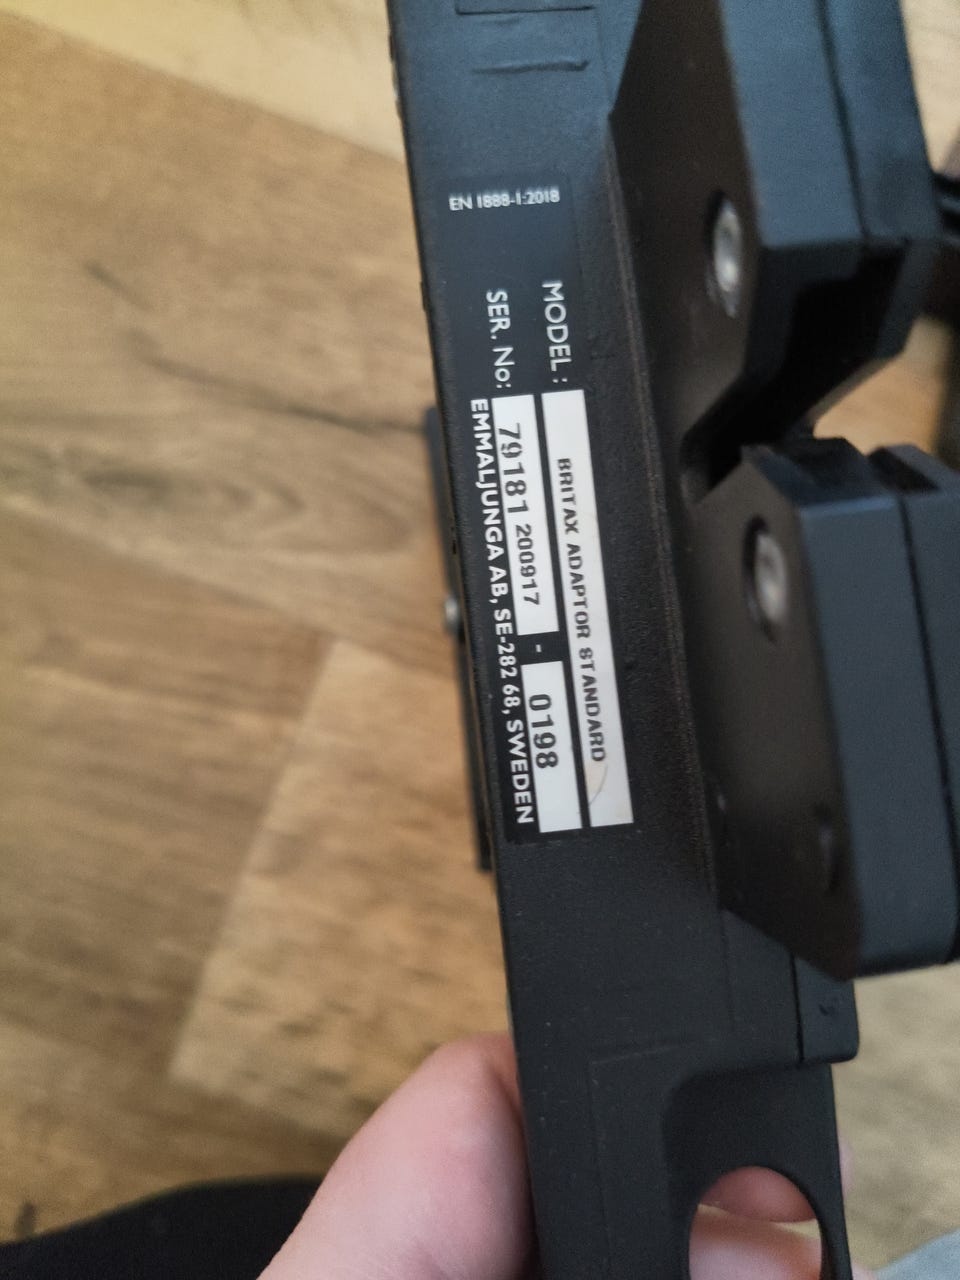 EN 1888-1:2018
MODEL : BRITAX ADAPTOR STANDARD
SER. No: 79181 200917 - 0198
EMMALJUNGA AB, SE-282 68, SWEDEN